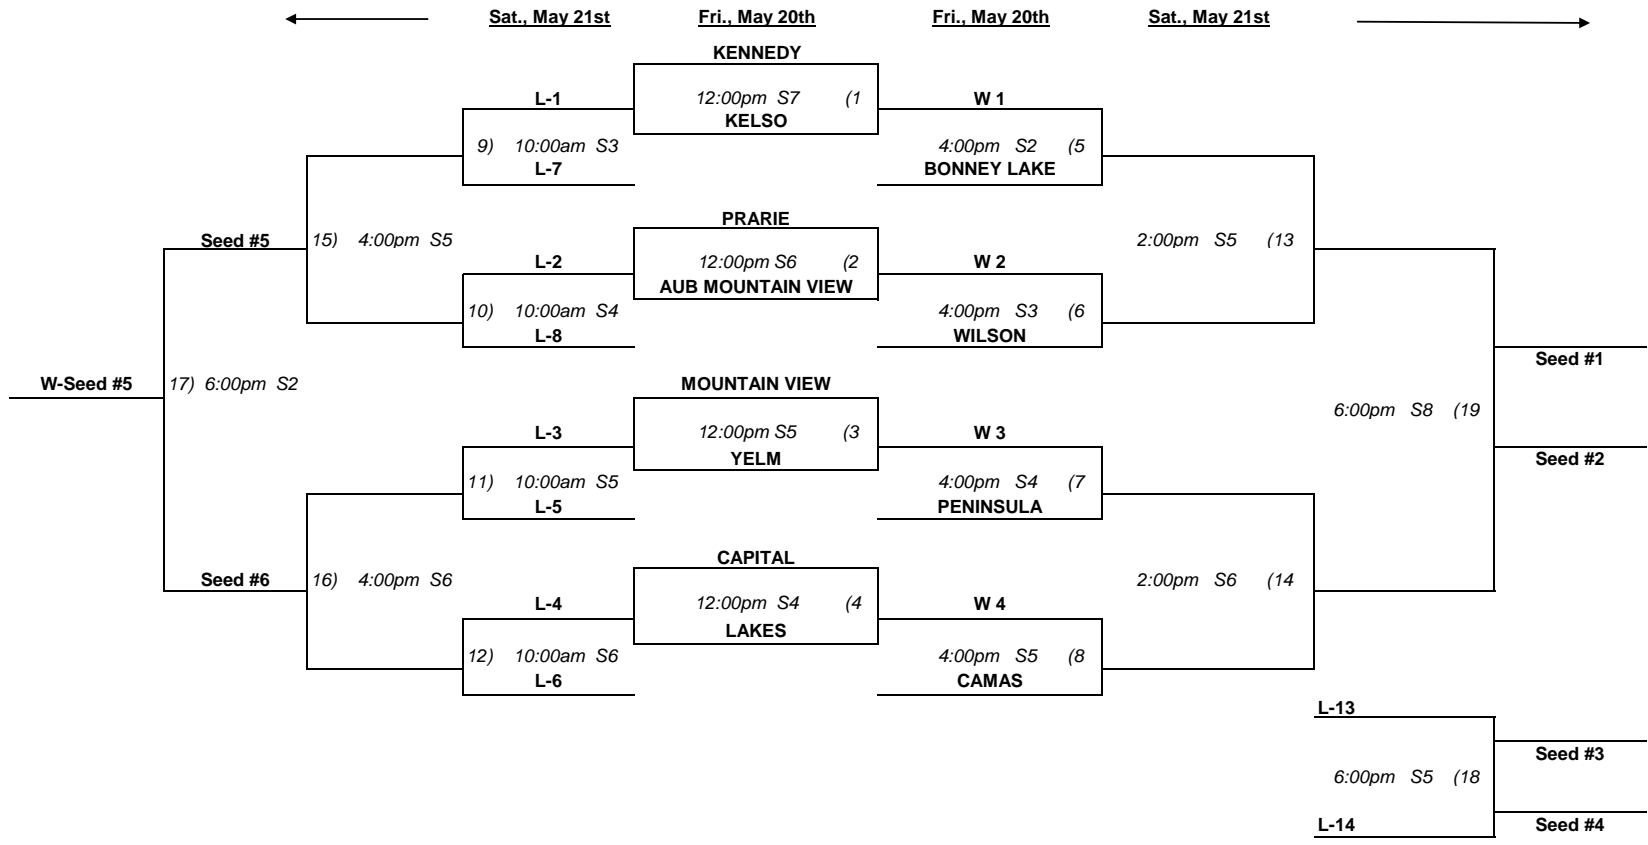 Sat., May 21st Fri., May 20th Fri., May 20th Sat., May 21st
KENNEDY
L-1 12:00pm S7 (1 W 1
KELSO
9) 10:00am S3 4:00pm S2 (5
L-7 BONNEY LAKE
PRARIE
Seed #5 15) 4:00pm S5 2:00pm S5 (13
L-2 12:00pm S6 (2 W 2
AUB MOUNTAIN VIEW
10) 10:00am S4 4:00pm S3 (6
L-8 WILSON
Seed #1
W-Seed #5 17) 6:00pm S2 MOUNTAIN VIEW
6:00pm S8 (19
L-3 12:00pm S5 (3 W 3
YELM Seed #2
11) 10:00am S5 4:00pm S4 (7
L-5 PENINSULA
CAPITAL
Seed #6 16) 4:00pm S6 2:00pm S6 (14
L-4 12:00pm S4 (4 W 4
LAKES
12) 10:00am S6 4:00pm S5 (8
L-6 CAMAS
L-13
Seed #3
6:00pm S5 (18
L-14 Seed #4